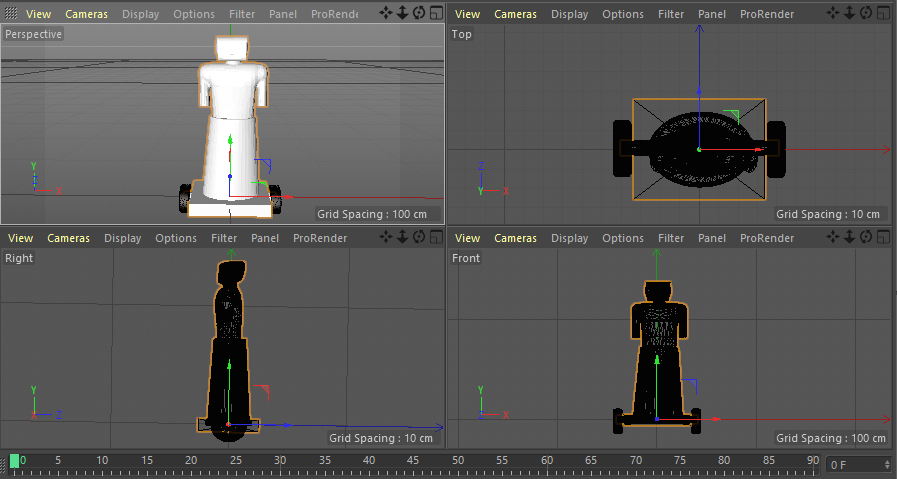 View Cameras Display Options Filter Panel ProRende
Perspective
Y
X
Grid Spacing : 100 cm
View Cameras Display Options Filter Panel ProRender
Top
Z
Y X
Grid Spacing : 10 cm
View Cameras Display Options Filter Panel ProRender
Right
Y
X Z
Grid Spacing : 10 cm
View Cameras Display Options Filter Panel ProRender
Front
Y
Z X
Grid Spacing : 100 cm
0 5 10 15 20 25 30 35 40 45 50 55 60 65 70 75 80 85 90
0 F